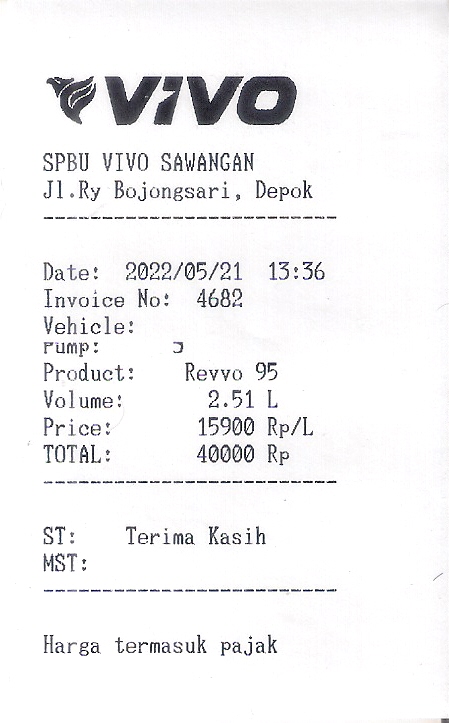 VIVO
SPBU VIVO SAWANGAN
Jl.Ry Bojongsari, Depok
-------------------------
Date: 2022/05/21 13:36
Invoice No: 4682
Vehicle:
Pump:
Product: Revvo 95
Volume: 2.51 L
Price: 15900 Rp/L
TOTAL: 40000 Rp
-------------------------
ST: Terima Kasih
MST:
-------------------------
Harga termasuk pajak